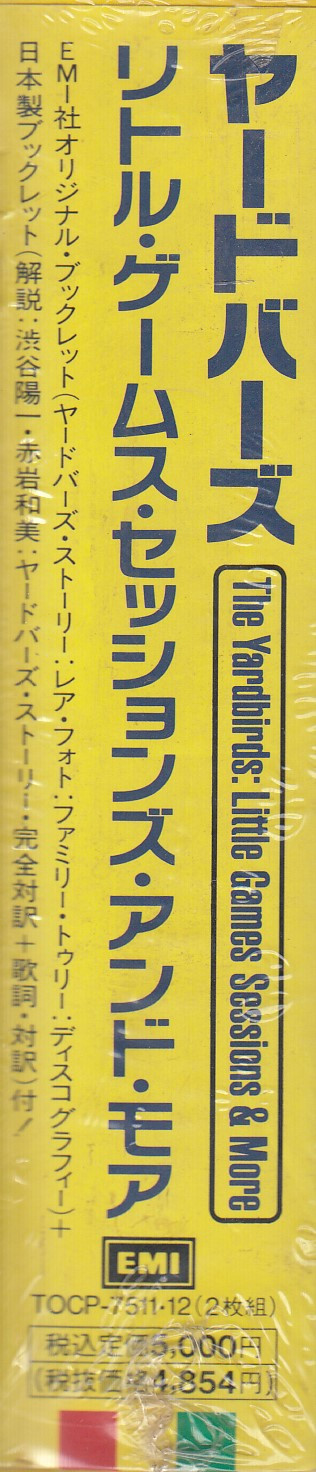 ヤードバーズ
The Yardbirds: Little Games Sessions & More
リトル・ゲームス・セッションズ・アンド・モア
EMI社オリジナル・ブックレット(ヤードバーズ・ストーリー:レア・フォト:ファミリー・トゥリー:ディスコグラフィー)+
日本製ブックレット(解説:渋谷陽一・赤岩和美:ヤードバーズ・ストーリー・完全対訳+歌詞・対訳)付!
EMI
TOCP-7511・12(2枚組)
税込定価5,000円
(税抜価格4,854円)